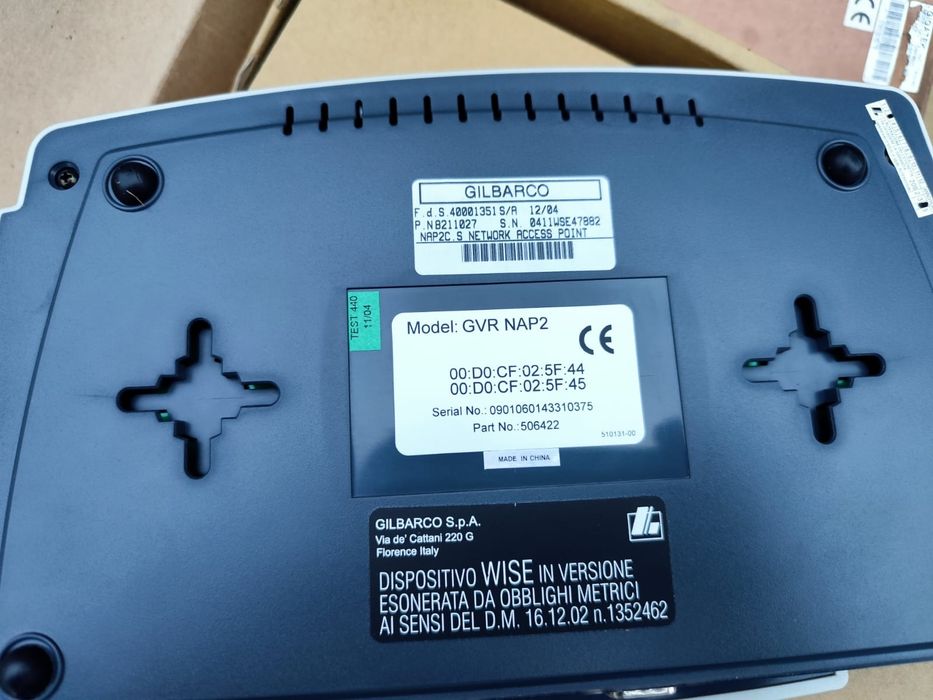 GILBARCO
F.d.S.40001351S/A 12/04
P.N8211027 S.N. 0411WSE47882
NAP2C.S NETWORK ACCESS POINT
TEST 440
11/04
Model: GVR NAP2
CE
00:D0:CF:02:5F:44
00:D0:CF:02:5F:45
Serial No.: 0901060143310375
Part No.: 506422
510131-00
MADE IN CHINA
GILBARCO S.p.A.
Via de' Cattani 220 G
Florence Italy
DISPOSITIVO WISE IN VERSIONE
ESONERATA DA OBBLIGHI METRICI
AI SENSI DEL D.M. 16.12.02 n.1352462